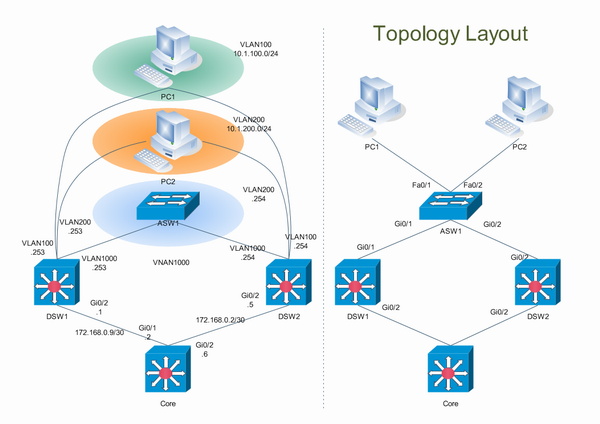 Topology Layout
VLAN100
10.1.100.0/24
PC1
VLAN200
10.1.200.0/24
PC2
VLAN200
.254
ASW1
VLAN200
.253
VLAN100
.253
VLAN1000
.253
VNAN1000
VLAN1000
.254
VLAN100
.254
DSW1
DSW2
Gi0/2
.1
Gi0/2
.5
172.168.0.9/30
172.168.0.2/30
Gi0/1
.2
Gi0/2
.6
Core
PC1
PC2
Fa0/1
Fa0/2
ASW1
Gi0/1
Gi0/2
Gi0/1
Gi0/2
DSW1
DSW2
Gi0/2
Gi0/2
Core